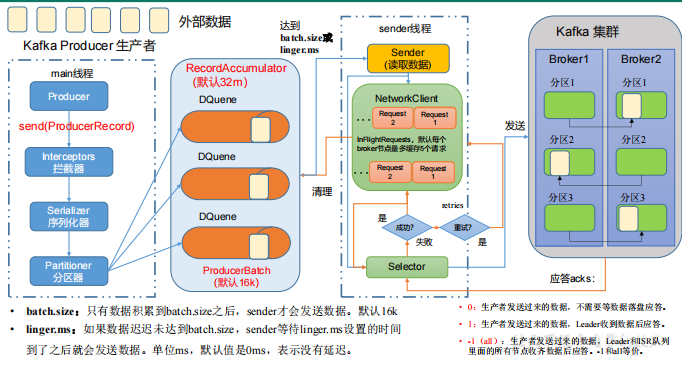 外部数据
Kafka Producer 生产者
main线程
Producer
send(ProducerRecord)
Interceptors
拦截器
Serializer
序列化器
Partitioner
分区器
RecordAccumulator
(默认32m)
DQuene
DQuene
DQuene
ProducerBatch
(默认16k)
达到
batch.size或
linger.ms
清理
sender线程
Sender
(读取数据)
NetworkClient
... Request 2 Request 1
InFlightRequests，默认每个
broker节点最多缓存5个请求
... Request 2 Request 1
retries
是
成功?
失败
重试?
是
Selector
发送
Kafka 集群
Broker1
Broker2
分区1
分区1
分区2
分区2
分区3
分区3
应答acks：
• batch.size：只有数据积累到batch.size之后，sender才会发送数据。默认16k
• linger.ms：如果数据迟迟未达到batch.size，sender等待linger.ms设置的时间
到了之后就会发送数据。单位ms，默认值是0ms，表示没有延迟。
• 0：生产者发送过来的数据，不需要等数据落盘应答。
• 1：生产者发送过来的数据，Leader收到数据后应答。
• -1（all）：生产者发送过来的数据，Leader和ISR队列
里面的所有节点收齐数据后应答。-1和all等价。